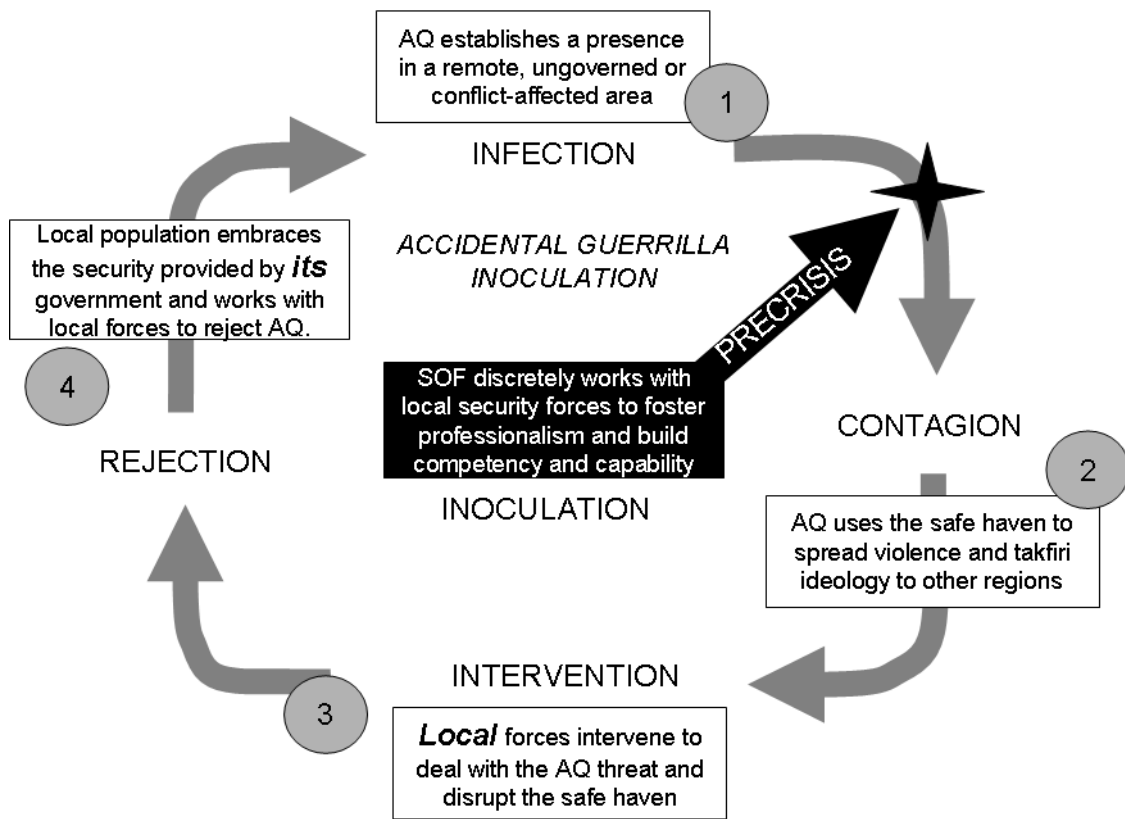 AQ establishes a presence
in a remote, ungoverned or
conflict-affected area
1
INFECTION
ACCIDENTAL GUERRILLA
INOCULATION
PRECRISIS
SOF discretely works with
local security forces to foster
professionalism and build
competency and capability
INOCULATION
CONTAGION
2
AQ uses the safe haven to
spread violence and takfiri
ideology to other regions
INTERVENTION
3
Local forces intervene to
deal with the AQ threat and
disrupt the safe haven
Local population embraces
the security provided by its
government and works with
local forces to reject AQ.
4
REJECTION